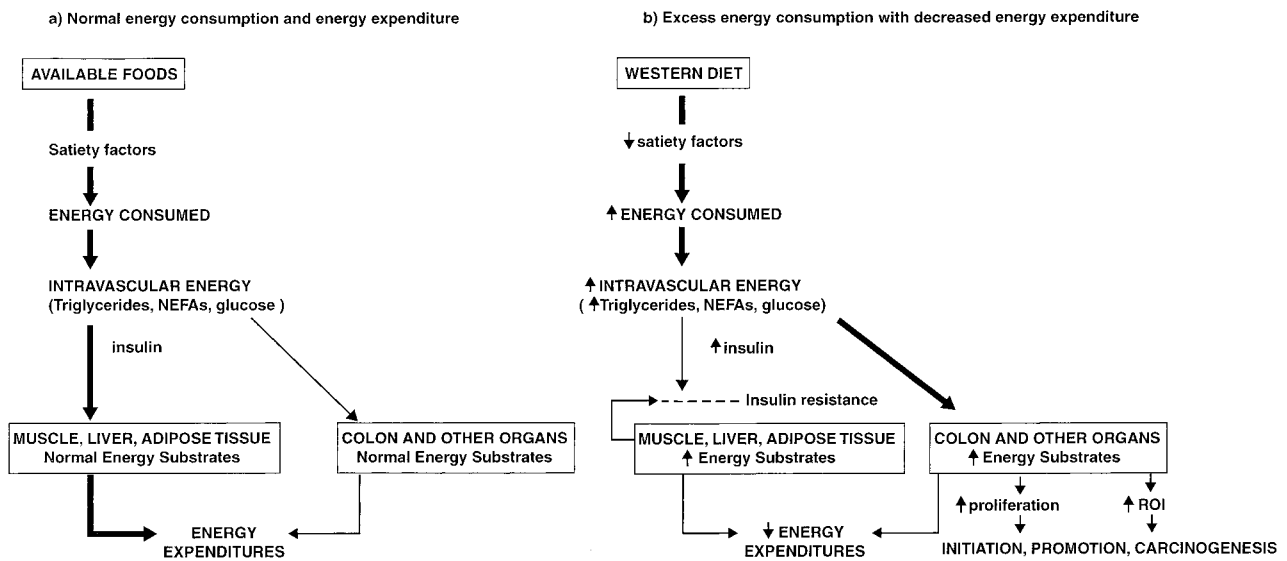 a) Normal energy consumption and energy expenditure
AVAILABLE FOODS
Satiety factors
ENERGY CONSUMED
INTRAVASCULAR ENERGY
(Triglycerides, NEFAs, glucose )
insulin
MUSCLE, LIVER, ADIPOSE TISSUE
Normal Energy Substrates
COLON AND OTHER ORGANS
Normal Energy Substrates
ENERGY
EXPENDITURES
b) Excess energy consumption with decreased energy expenditure
WESTERN DIET
↓ satiety factors
↑ ENERGY CONSUMED
↑ INTRAVASCULAR ENERGY
( ↑Triglycerides, NEFAs, glucose)
↑ insulin
Insulin resistance
MUSCLE, LIVER, ADIPOSE TISSUE
↑ Energy Substrates
COLON AND OTHER ORGANS
↑ Energy Substrates
↑ proliferation
↑ ROI
↓ ENERGY
EXPENDITURES
INITIATION, PROMOTION, CARCINOGENESIS